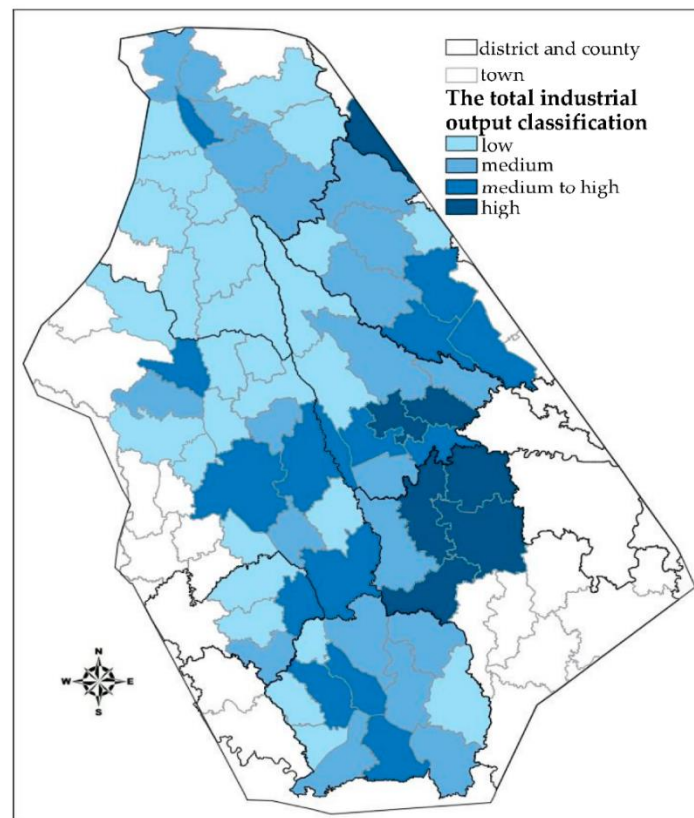 district and county
town
The total industrial
output classification
low
medium
medium to high
high
N
W E
S